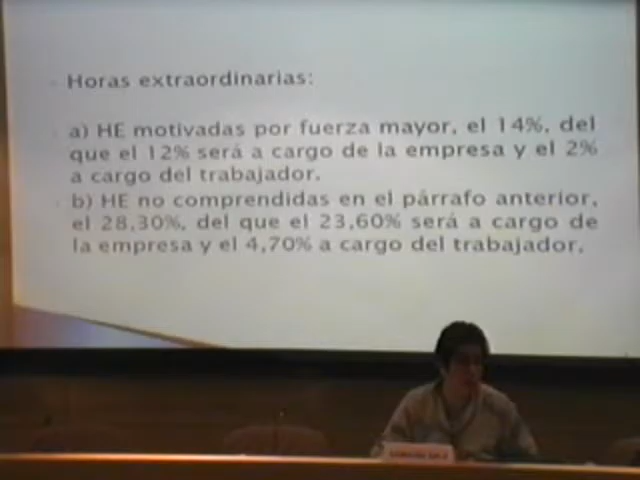 Horas extraordinarias:
a) HE motivadas por fuerza mayor, el 14%, del
que el 12% será a cargo de la empresa y el 2%
a cargo del trabajador.
b) HE no comprendidas en el párrafo anterior,
el 28,30%, del que el 23,60% será a cargo de
la empresa y el 4,70% a cargo del trabajador.